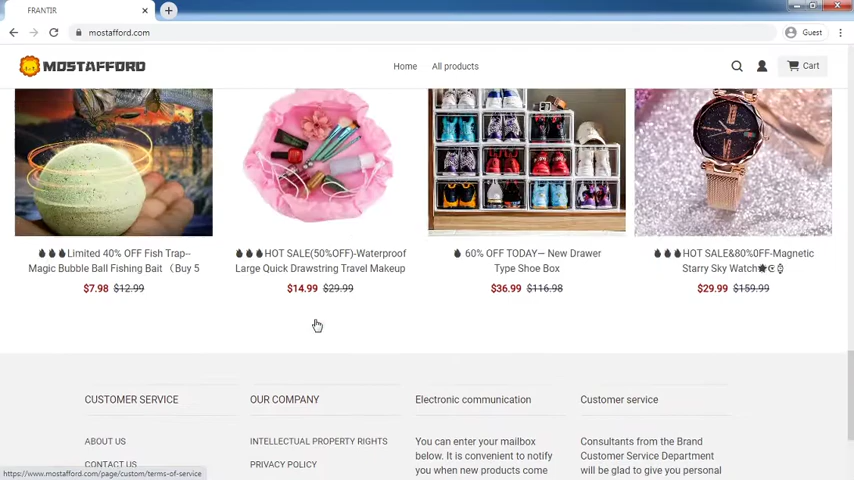 FRANTIR
mostafford.com
Guest
MOSTAFFORD
Home
All products
Cart
Limited 40% OFF Fish Trap--
Magic Bubble Ball Fishing Bait （Buy 5
$7.98 $12.99
HOT SALE(50%OFF)-Waterproof
Large Quick Drawstring Travel Makeup
$14.99 $29.99
60% OFF TODAY— New Drawer
Type Shoe Box
$36.99 $116.98
HOT SALE&80%OFF-Magnetic
Starry Sky Watch
$29.99 $159.99
CUSTOMER SERVICE
ABOUT US
CONTACT US
OUR COMPANY
INTELLECTUAL PROPERTY RIGHTS
PRIVACY POLICY
Electronic communication
You can enter your mailbox
below. It is convenient to notify
you when new products come
Customer service
Consultants from the Brand
Customer Service Department
will be glad to give you personal
https://www.mostafford.com/page/custom/terms-of-service